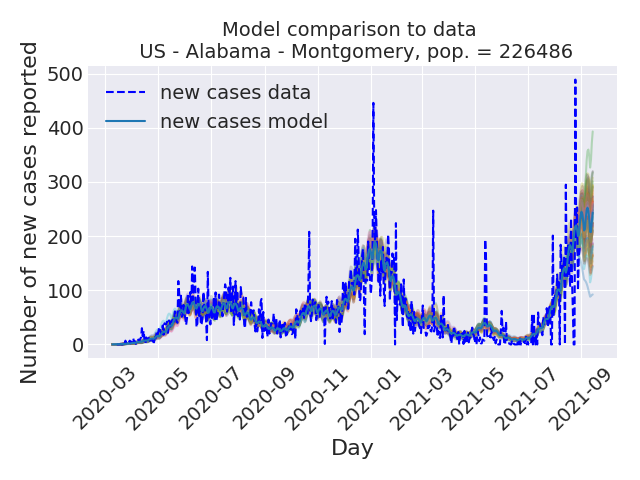 Model comparison to data
US - Alabama - Montgomery, pop. = 226486
Number of new cases reported
500
400
300
200
100
0
new cases data
new cases model
2020-03
2020-05
2020-07
2020-09
2020-11
2021-01
2021-03
2021-05
2021-07
2021-09
Day